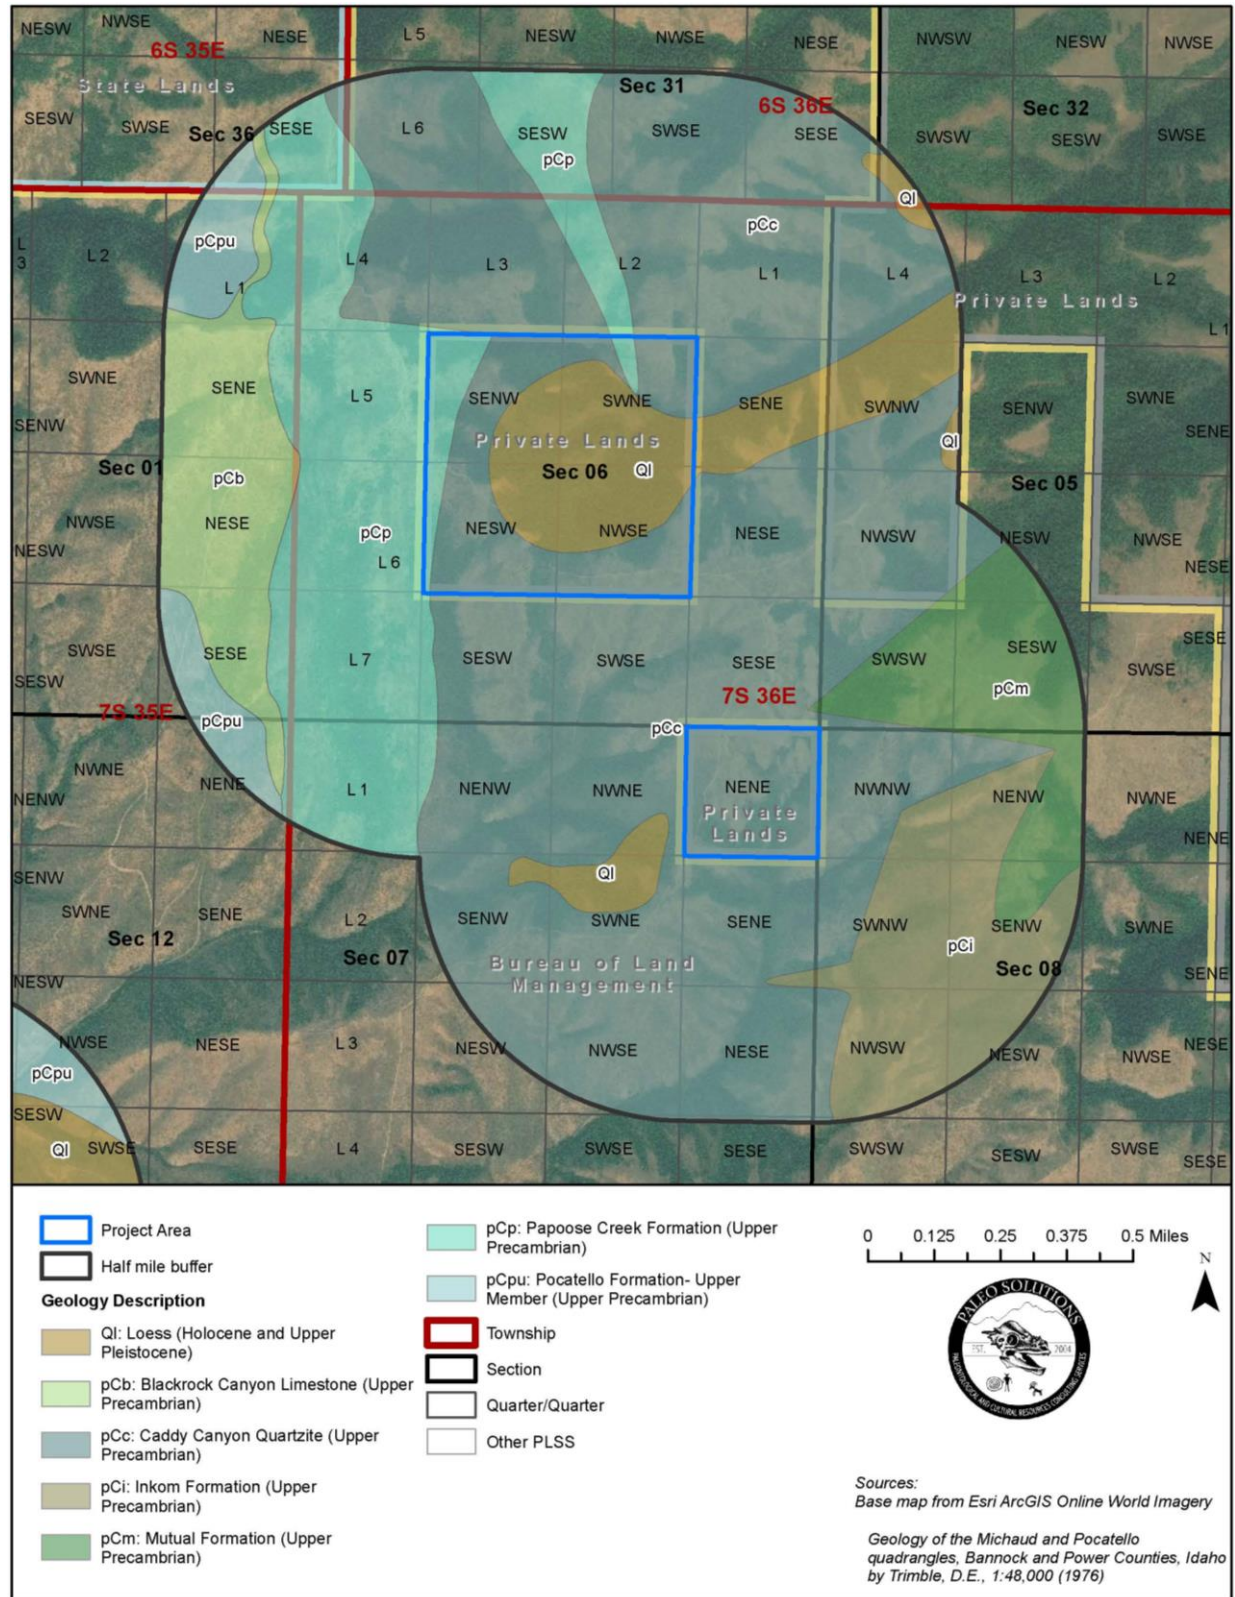 NESW NWSE NESE L 5 NESW NWSE NESE NWSW NESW NWSE
6S 35E
State Lands
Sec 31
6S 36E
Sec 32
SESW SWSE Sec 36 SESE L 6 SESW SWSE SESE SWSW SESW SWSE
pCp
Ql
L 3
L 2
pCpu
L 1
L 4
L 3
L 2
pCc
L 1
L 4
L 3
L 2
Private Lands
L 1
SWNE SENE L 5 SENW SWNE SENE SWNW SENW SWNE
SENW
SENE
Private Lands
Ql
Sec 01
pCb
Sec 06
Ql
Sec 05
NWSE NESE pCp NESW NWSE NESE NWSW NESW NWSE
NESW
L 6
NESE
SWSE SESE L 7 SESW SWSE SESE SWSW SESW SWSE
SESE
SESW
7S 36E
pCm
7S 35E
pCpu
pCc
NWNE NENE L 1 NENW NWNE NENE NWNW NENW NWNE
NENW
Private
Lands
NENE
SENW
Ql
SWNE SENE L 2 SENW SWNE SENE SWNW SENW SWNE
Sec 12
Sec 07
pCi
Bureau of Land
Management
Sec 08
SENE
NESW
NWSE NESE L 3 NESW NWSE NESE NWSW NESW NWSE NESE
pCpu
SESW
Ql SWSE SESE L 4 SESW SWSE SESE SWSW SESW SWSE SESE
Project Area
Half mile buffer
Geology Description
Ql: Loess (Holocene and Upper
Pleistocene)
pCb: Blackrock Canyon Limestone (Upper
Precambrian)
pCc: Caddy Canyon Quartzite (Upper
Precambrian)
pCi: Inkom Formation (Upper
Precambrian)
pCm: Mutual Formation (Upper
Precambrian)
pCp: Papoose Creek Formation (Upper
Precambrian)
pCpu: Pocatello Formation- Upper
Member (Upper Precambrian)
Township
Section
Quarter/Quarter
Other PLSS
0 0.125 0.25 0.375 0.5 Miles
N
PALEO SOLUTIONS
EST. 2004
PALEONTOLOGICAL AND CULTURAL RESOURCES CONSULTING SERVICES
Sources:
Base map from Esri ArcGIS Online World Imagery
Geology of the Michaud and Pocatello
quadrangles, Bannock and Power Counties, Idaho
by Trimble, D.E., 1:48,000 (1976)